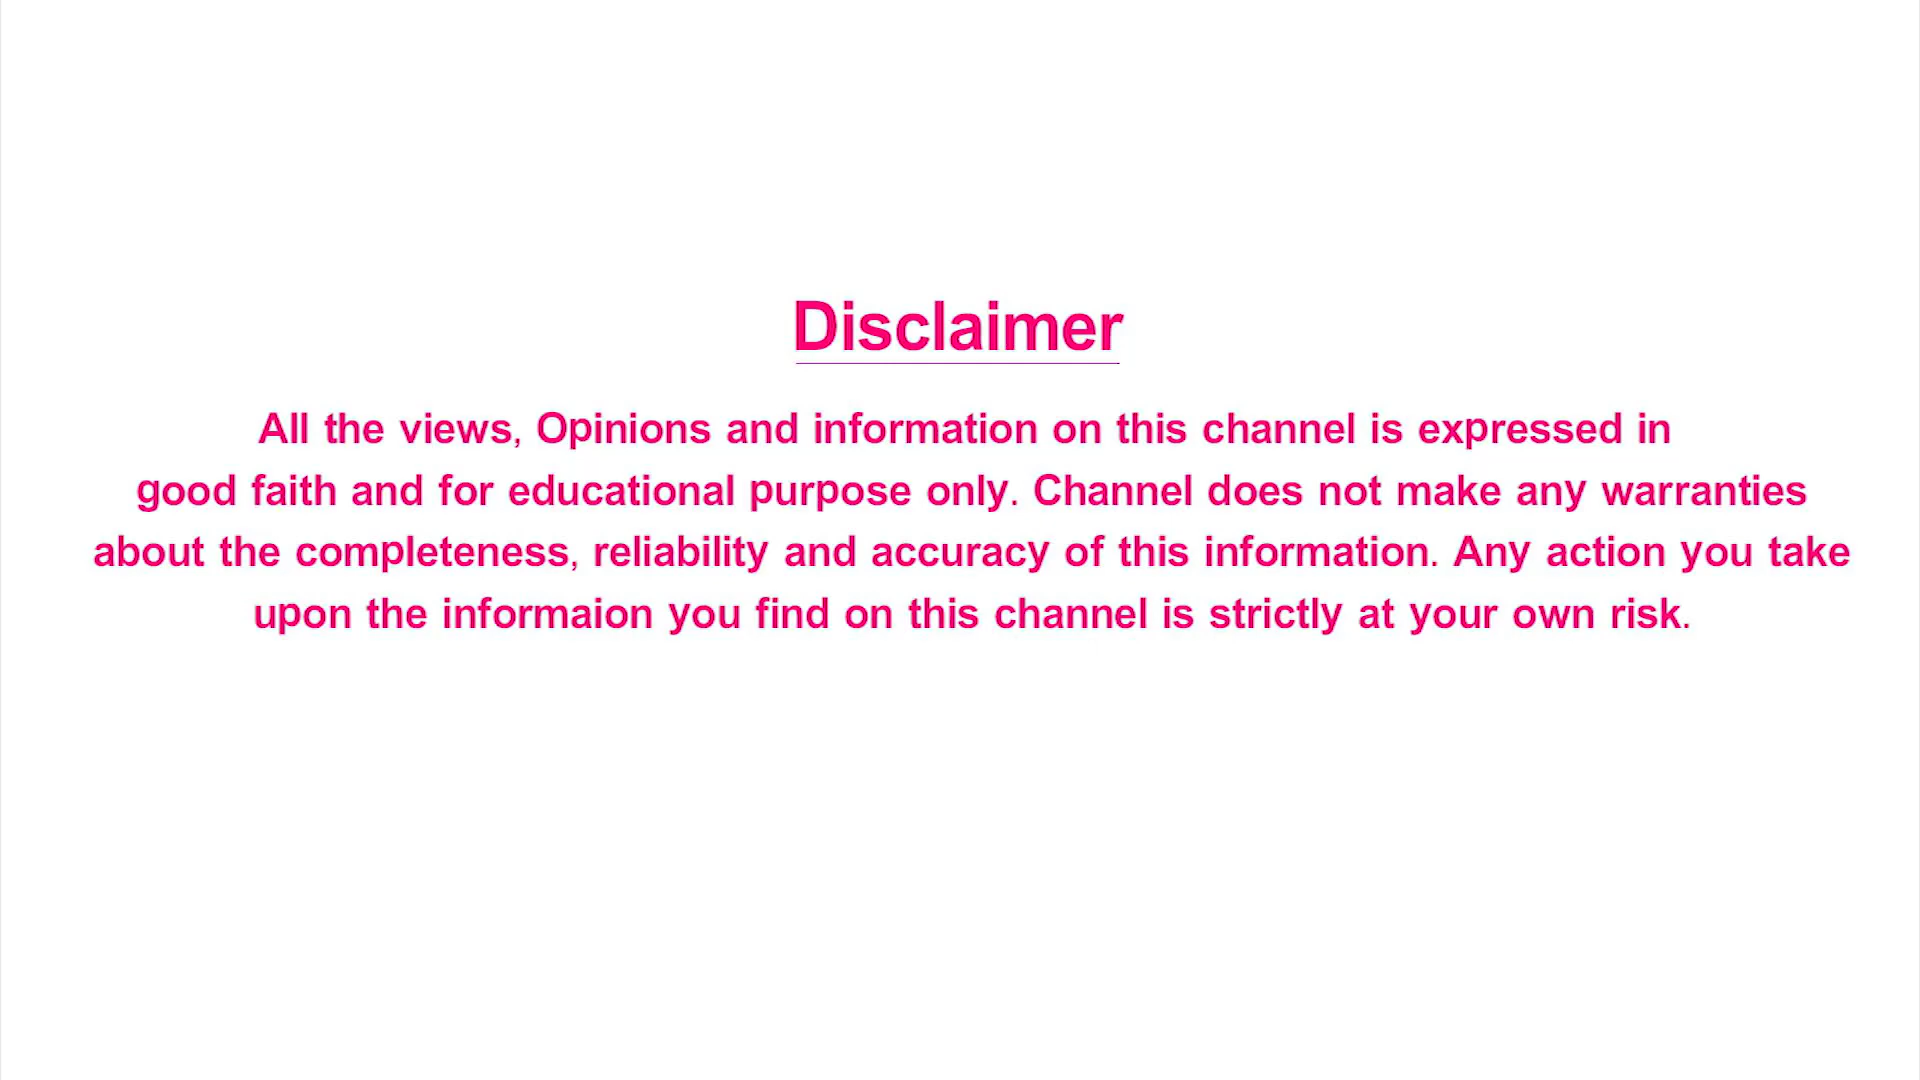 Disclaimer
All the views, Opinions and information on this channel is expressed in
good faith and for educational purpose only. Channel does not make any warranties
about the completeness, reliability and accuracy of this information. Any action you take
upon the informaion you find on this channel is strictly at your own risk.